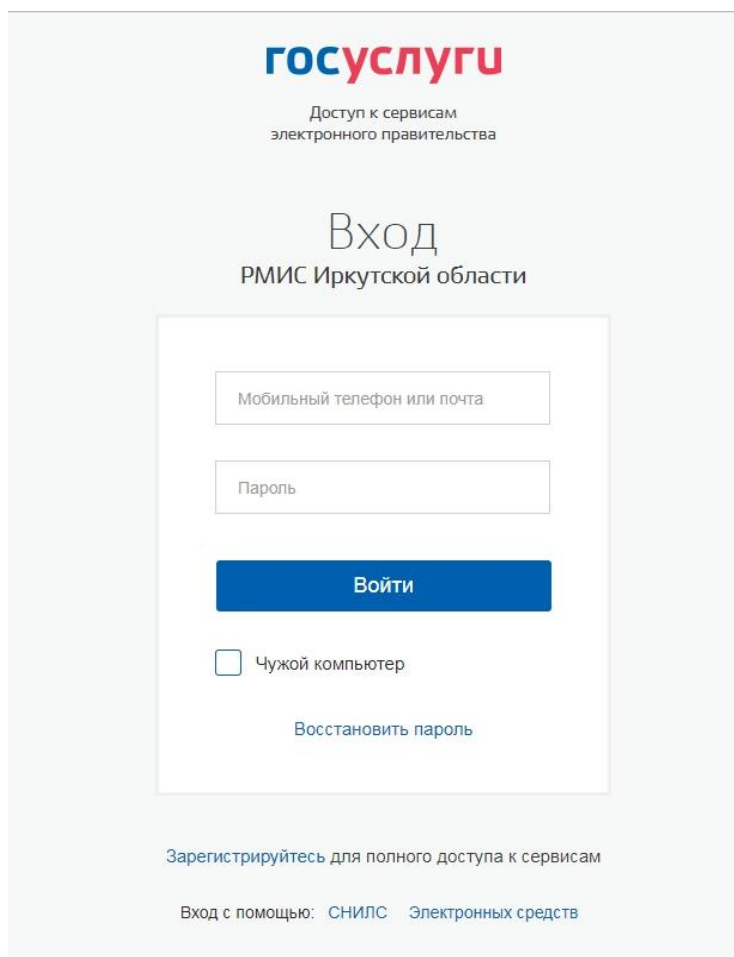 госуслуги
Доступ к сервисам
электронного правительства
Вход
РМИС Иркутской области
Мобильный телефон или почта
Пароль
Войти
Чужой компьютер
Восстановить пароль
Зарегистрируйтесь для полного доступа к сервисам
Вход с помощью: СНИЛС Электронных средств